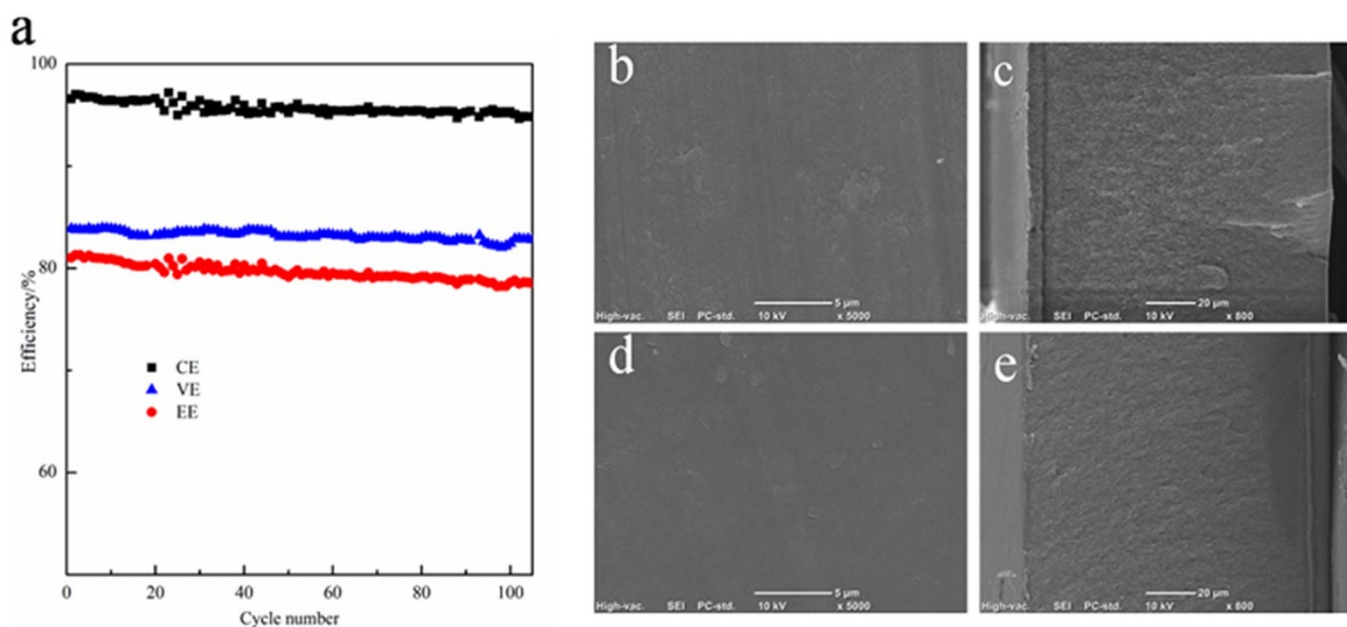 a
100
80
60
Efficiency/%
CE
VE
EE
0 20 40 60 80 100
Cycle number
b
5 µm
High-vac. SEI PC-std. 10 kV x 5000
c
20 µm
High-vac. SEI PC-std. 10 kV x 800
d
5 µm
High-vac. SEI PC-std. 10 kV x 5000
e
20 µm
High-vac. SEI PC-std. 10 kV x 800